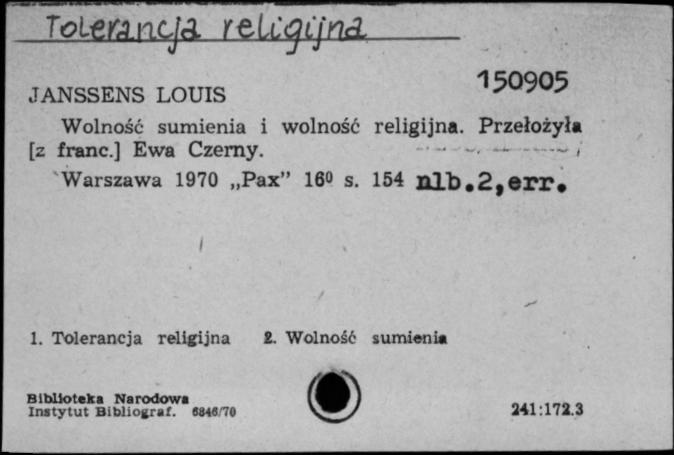 Tolerancja religijna
150905
JANSSENS LOUIS
Wolność sumienia i wolność religijna. Przełożyła
[z franc.] Ewa Czerny.
Warszawa 1970 „Pax” 16⁰ s. 154 nlb.2,err.
1. Tolerancja religijna 2. Wolność sumienia
Biblioteka Narodowa
Instytut Bibliograf. 6846/70
241:172.3